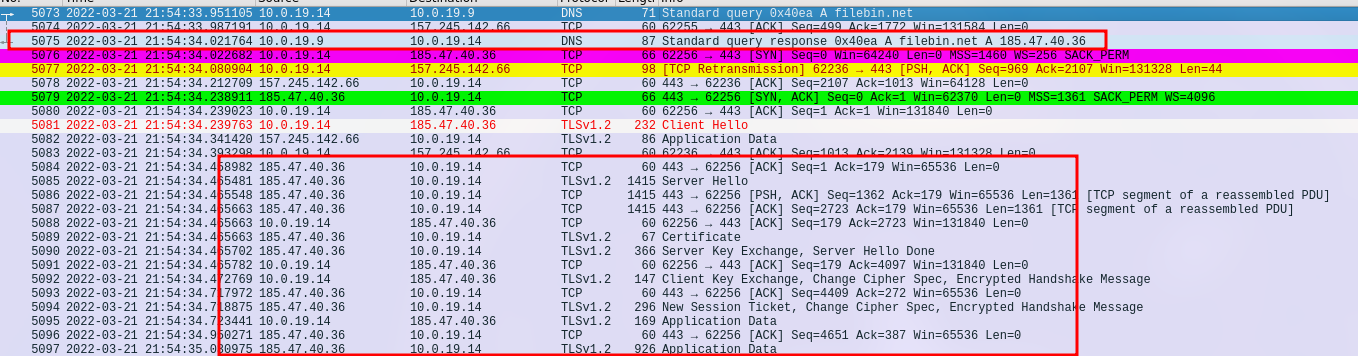 No. Time Source Destination Protocol Length Info
5073 2022-03-21 21:54:33.951105 10.0.19.14 10.0.19.9 DNS 71 Standard query 0x40ea A filebin.net
5074 2022-03-21 21:54:33.987191 10.0.19.14 157.245.142.66 TCP 60 62236 → 443 [ACK] Seq=499 Ack=1772 Win=131584 Len=0
5075 2022-03-21 21:54:34.021764 10.0.19.9 10.0.19.14 DNS 87 Standard query response 0x40ea A filebin.net A 185.47.40.36
5076 2022-03-21 21:54:34.022682 10.0.19.14 185.47.40.36 TCP 66 62256 → 443 [SYN] Seq=0 Win=64240 Len=0 MSS=1460 WS=256 SACK_PERM
5077 2022-03-21 21:54:34.080904 10.0.19.14 157.245.142.66 TCP 98 [TCP Retransmission] 62236 → 443 [PSH, ACK] Seq=969 Ack=2107 Win=131328 Len=44
5078 2022-03-21 21:54:34.212709 157.245.142.66 10.0.19.14 TCP 60 443 → 62236 [ACK] Seq=2107 Ack=1013 Win=64128 Len=0
5079 2022-03-21 21:54:34.238911 185.47.40.36 10.0.19.14 TCP 66 443 → 62256 [SYN, ACK] Seq=0 Ack=1 Win=62370 Len=0 MSS=1361 SACK_PERM WS=4096
5080 2022-03-21 21:54:34.239023 10.0.19.14 185.47.40.36 TCP 60 62256 → 443 [ACK] Seq=1 Ack=1 Win=131840 Len=0
5081 2022-03-21 21:54:34.239763 10.0.19.14 185.47.40.36 TLSv1.2 232 Client Hello
5082 2022-03-21 21:54:34.341420 157.245.142.66 10.0.19.14 TLSv1.2 86 Application Data
5083 2022-03-21 21:54:34.393298 10.0.19.14 157.245.142.66 TCP 60 62236 → 443 [ACK] Seq=1013 Ack=2139 Win=131328 Len=0
5084 2022-03-21 21:54:34.458982 185.47.40.36 10.0.19.14 TCP 60 443 → 62256 [ACK] Seq=1 Ack=179 Win=65536 Len=0
5085 2022-03-21 21:54:34.465481 185.47.40.36 10.0.19.14 TLSv1.2 1415 Server Hello
5086 2022-03-21 21:54:34.465548 185.47.40.36 10.0.19.14 TCP 1415 443 → 62256 [PSH, ACK] Seq=1362 Ack=179 Win=65536 Len=1361 [TCP segment of a reassembled PDU]
5087 2022-03-21 21:54:34.465663 185.47.40.36 10.0.19.14 TCP 1415 443 → 62256 [ACK] Seq=2723 Ack=179 Win=65536 Len=1361 [TCP segment of a reassembled PDU]
5088 2022-03-21 21:54:34.465663 10.0.19.14 185.47.40.36 TCP 60 62256 → 443 [ACK] Seq=179 Ack=2723 Win=131840 Len=0
5089 2022-03-21 21:54:34.465663 185.47.40.36 10.0.19.14 TLSv1.2 67 Certificate
5090 2022-03-21 21:54:34.465702 185.47.40.36 10.0.19.14 TLSv1.2 366 Server Key Exchange, Server Hello Done
5091 2022-03-21 21:54:34.465782 10.0.19.14 185.47.40.36 TCP 60 62256 → 443 [ACK] Seq=179 Ack=4097 Win=131840 Len=0
5092 2022-03-21 21:54:34.472769 10.0.19.14 185.47.40.36 TLSv1.2 147 Client Key Exchange, Change Cipher Spec, Encrypted Handshake Message
5093 2022-03-21 21:54:34.717972 185.47.40.36 10.0.19.14 TCP 60 443 → 62256 [ACK] Seq=4409 Ack=272 Win=65536 Len=0
5094 2022-03-21 21:54:34.718875 185.47.40.36 10.0.19.14 TLSv1.2 296 New Session Ticket, Change Cipher Spec, Encrypted Handshake Message
5095 2022-03-21 21:54:34.723441 10.0.19.14 185.47.40.36 TLSv1.2 169 Application Data
5096 2022-03-21 21:54:34.950271 185.47.40.36 10.0.19.14 TCP 60 443 → 62256 [ACK] Seq=4651 Ack=387 Win=65536 Len=0
5097 2022-03-21 21:54:35.030975 185.47.40.36 10.0.19.14 TLSv1.2 926 Application Data